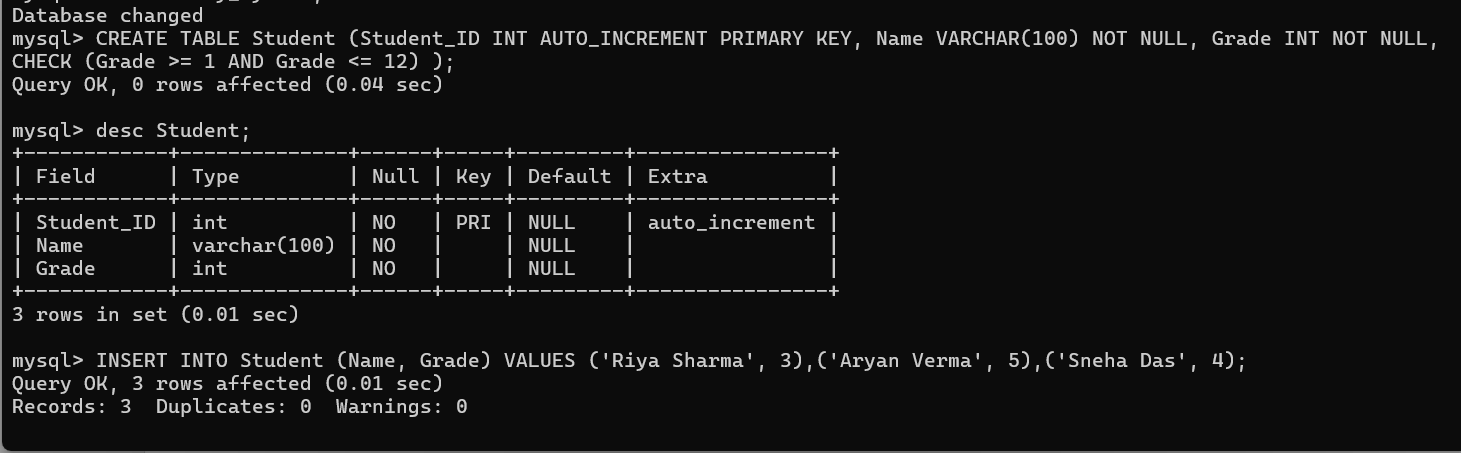 Database changed
mysql> CREATE TABLE Student (Student_ID INT AUTO_INCREMENT PRIMARY KEY, Name VARCHAR(100) NOT NULL, Grade INT NOT NULL,
CHECK (Grade >= 1 AND Grade <= 12) );
Query OK, 0 rows affected (0.04 sec)

mysql> desc Student;
+------------+--------------+------+-----+---------+----------------+
| Field      | Type         | Null | Key | Default | Extra          |
+------------+--------------+------+-----+---------+----------------+
| Student_ID | int          | NO   | PRI | NULL    | auto_increment |
| Name       | varchar(100) | NO   |     | NULL    |                |
| Grade      | int          | NO   |     | NULL    |                |
+------------+--------------+------+-----+---------+----------------+
3 rows in set (0.01 sec)

mysql> INSERT INTO Student (Name, Grade) VALUES ('Riya Sharma', 3),('Aryan Verma', 5),('Sneha Das', 4);
Query OK, 3 rows affected (0.01 sec)
Records: 3  Duplicates: 0  Warnings: 0